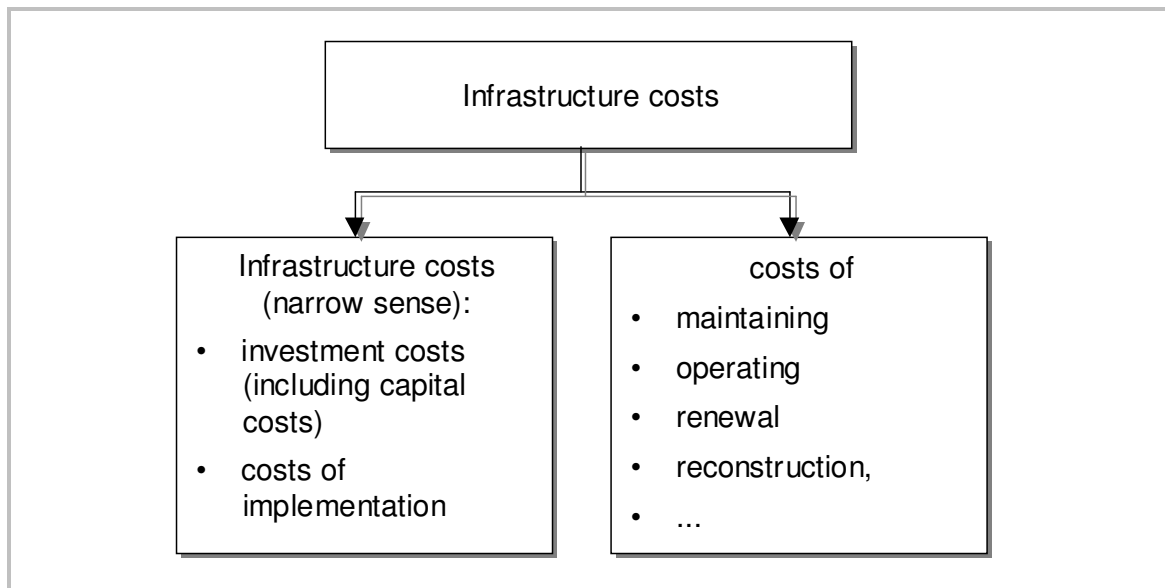 Infrastructure costs
Infrastructure costs
(narrow sense):
• investment costs
(including capital
costs)
• costs of
implementation
costs of
• maintaining
• operating
• renewal
• reconstruction,
• ...